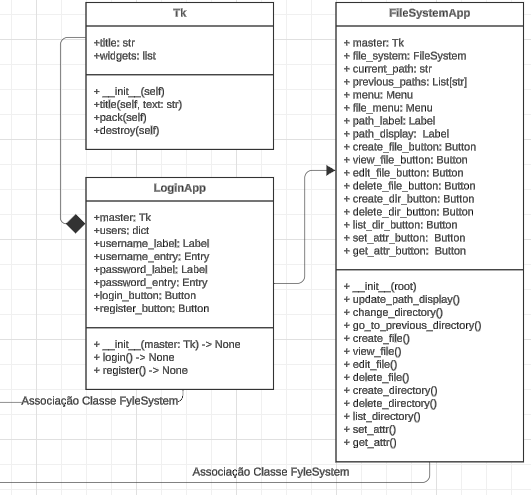 Tk
+title: str
+widgets: list
+ __init__(self)
+title(self, text: str)
+pack(self)
+destroy(self)
LoginApp
+master; Tk
+users; dict
+username_label; Label
+username_entry; Entry
+password_label; Label
+password_entry; Entry
+login_button; Button
+register_button; Button
+ __init__(master: Tk) -> None
+ login() -> None
+ register() -> None
Associação Classe FyleSystem
FileSystemApp
+ master: Tk
+ file_system: FileSystem
+ current_path: str
+ previous_paths: List[str]
+ menu: Menu
+ file_menu: Menu
+ path_label: Label
+ path_display: Label
+ create_file_button: Button
+ view_file_button: Button
+ edit_file_button: Button
+ delete_file_button: Button
+ create_dir_button: Button
+ delete_dir_button: Button
+ list_dir_button: Button
+ set_attr_button: Button
+ get_attr_button: Button
+ __init__(root)
+ update_path_display()
+ change_directory()
+ go_to_previous_directory()
+ create_file()
+ view_file()
+ edit_file()
+ delete_file()
+ create_directory()
+ delete_directory()
+ list_directory()
+ set_attr()
+ get_attr()
Associação Classe FyleSystem